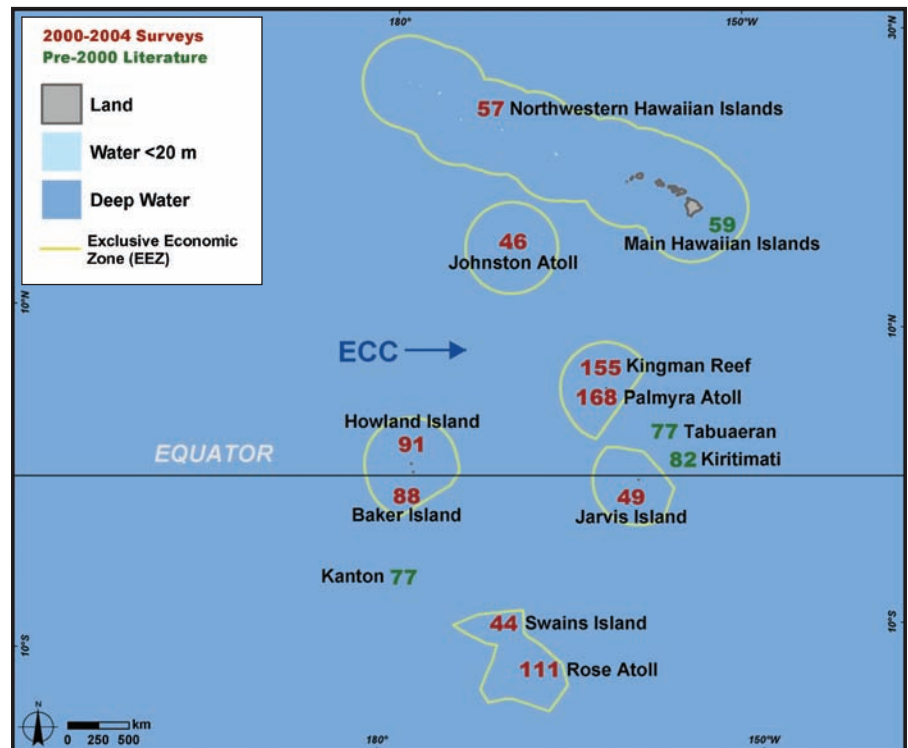 180°
150°W
30°N
2000-2004 Surveys
Pre-2000 Literature
Land
Water <20 m
Deep Water
Exclusive Economic
Zone (EEZ)
57 Northwestern Hawaiian Islands
59
Main Hawaiian Islands
46
Johnston Atoll
10°N
10°N
ECC
155 Kingman Reef
168 Palmyra Atoll
Howland Island
91
77 Tabuaeran
82 Kiritimati
EQUATOR
88
Baker Island
49
Jarvis Island
Kanton 77
44 Swains Island
111 Rose Atoll
10°S
10°S
N
km
0 250 500
180°
150°W